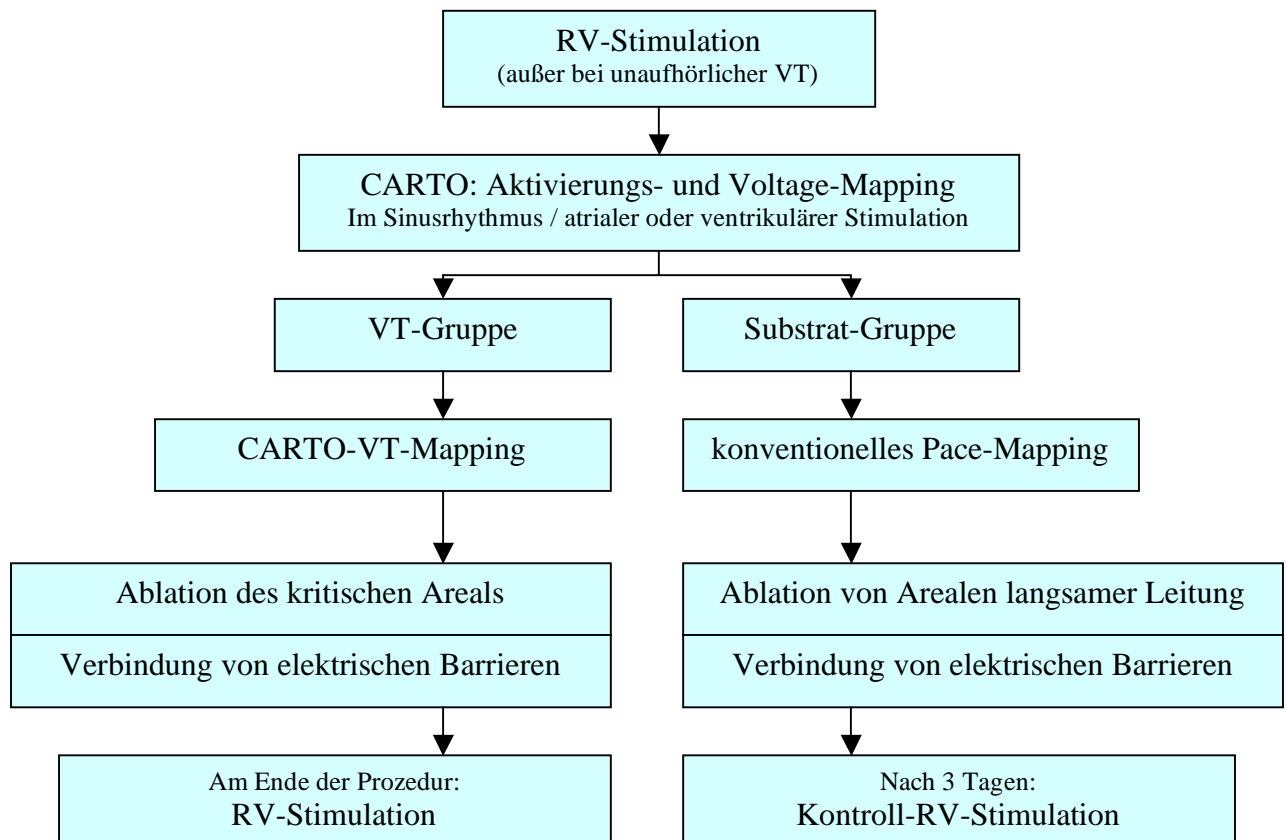 RV-Stimulation
(außer bei unaufhörlicher VT)
CARTO: Aktivierungs- und Voltage-Mapping
Im Sinusrhythmus / atrialer oder ventrikulärer Stimulation
VT-Gruppe
Substrat-Gruppe
CARTO-VT-Mapping
konventionelles Pace-Mapping
Ablation des kritischen Areals
Verbindung von elektrischen Barrieren
Ablation von Arealen langsamer Leitung
Verbindung von elektrischen Barrieren
Am Ende der Prozedur:
RV-Stimulation
Nach 3 Tagen:
Kontroll-RV-Stimulation